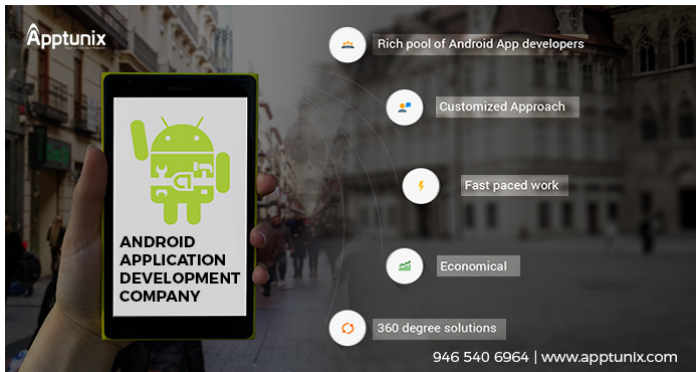 Apptunix
Rich pool of Android App developers
Customized Approach
Fast paced work
ANDROID
APPLICATION
DEVELOPMENT
COMPANY
Economical
360 degree solutions
946 540 6964 | www.apptunix.com